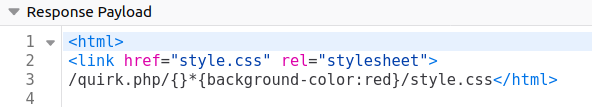 Response Payload
1 <html>
2 <link href="style.css" rel="stylesheet">
3 /quirk.php/{}*{background-color:red}/style.css</html>
4